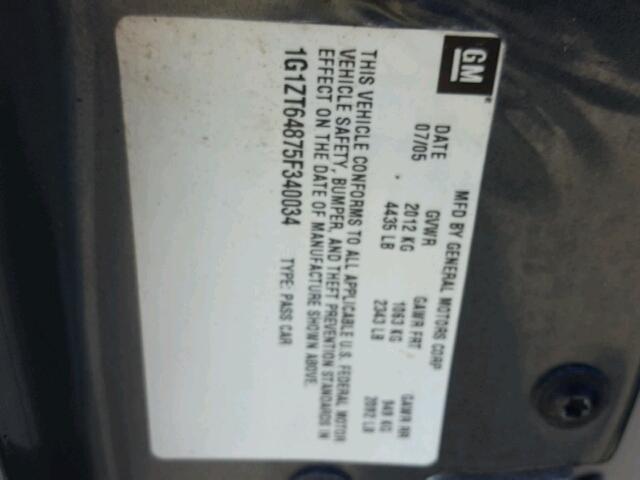 GM
MFD BY GENERAL MOTORS CORP
DATE GVWR GAWR FRT GAWR RR
07/05 2012 KG 1063 KG 949 KG
4435 LB 2343 LB 2092 LB
THIS VEHICLE CONFORMS TO ALL APPLICABLE U.S. FEDERAL MOTOR
VEHICLE SAFETY, BUMPER, AND THEFT PREVENTION STANDARDS IN
EFFECT ON THE DATE OF MANUFACTURE SHOWN ABOVE.
1G1ZT64875F340034 TYPE: PASS CAR